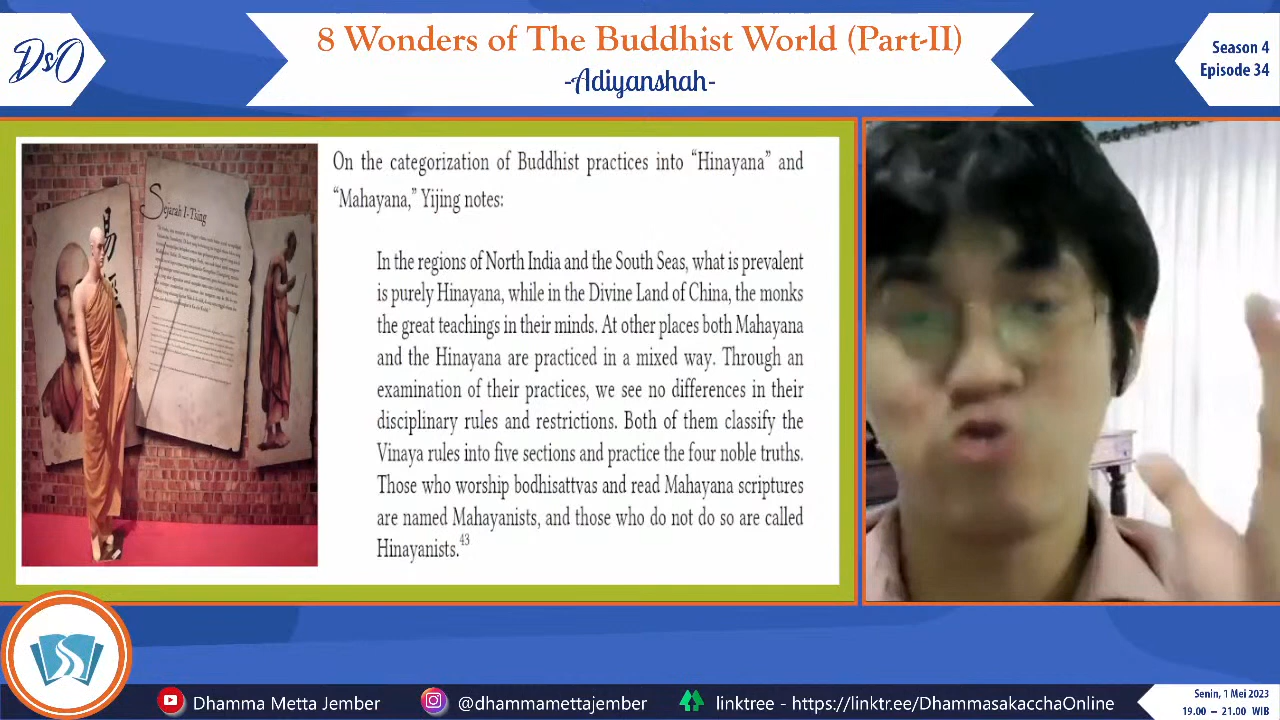 DsO
8 Wonders of The Buddhist World (Part-II)
-Adiyanshah-
Season 4
Episode 34
易
Sejarah I-Tsing
On the categorization of Buddhist practices into “Hinayana” and
“Mahayana,” Yijing notes:
In the regions of North India and the South Seas, what is prevalent
is purely Hinayana, while in the Divine Land of China, the monks
the great teachings in their minds. At other places both Mahayana
and the Hinayana are practiced in a mixed way. Through an
examination of their practices, we see no differences in their
disciplinary rules and restrictions. Both of them classify the
Vinaya rules into five sections and practice the four noble truths.
Those who worship bodhisattvas and read Mahayana scriptures
are named Mahayanists, and those who do not do so are called
Hinayanists.43
Dhamma Metta Jember
@dhammamettajember
linktree - https://linktr.ee/DhammasakacchaOnline
Senin, 1 Mei 2023
19.00 – 21.00 WIB